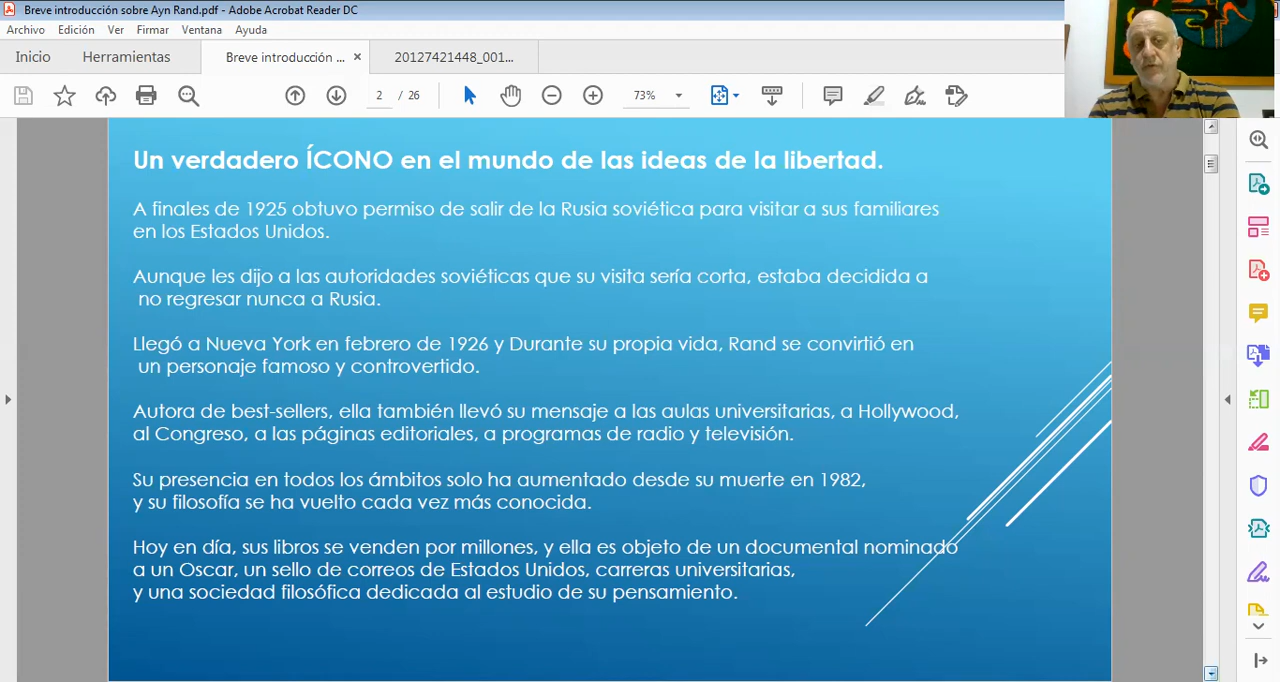 Breve introducción sobre Ayn Rand.pdf - Adobe Acrobat Reader DC
Archivo Edición Ver Firmar Ventana Ayuda
Inicio Herramientas Breve introducción ... × 20127421448_001...
2 / 26 73%
Un verdadero ÍCONO en el mundo de las ideas de la libertad.
A finales de 1925 obtuvo permiso de salir de la Rusia soviética para visitar a sus familiares
en los Estados Unidos.
Aunque les dijo a las autoridades soviéticas que su visita sería corta, estaba decidida a
no regresar nunca a Rusia.
Llegó a Nueva York en febrero de 1926 y Durante su propia vida, Rand se convirtió en
un personaje famoso y controvertido.
Autora de best-sellers, ella también llevó su mensaje a las aulas universitarias, a Hollywood,
al Congreso, a las páginas editoriales, a programas de radio y televisión.
Su presencia en todos los ámbitos solo ha aumentado desde su muerte en 1982,
y su filosofía se ha vuelto cada vez más conocida.
Hoy en día, sus libros se venden por millones, y ella es objeto de un documental nominado
a un Oscar, un sello de correos de Estados Unidos, carreras universitarias,
y una sociedad filosófica dedicada al estudio de su pensamiento.